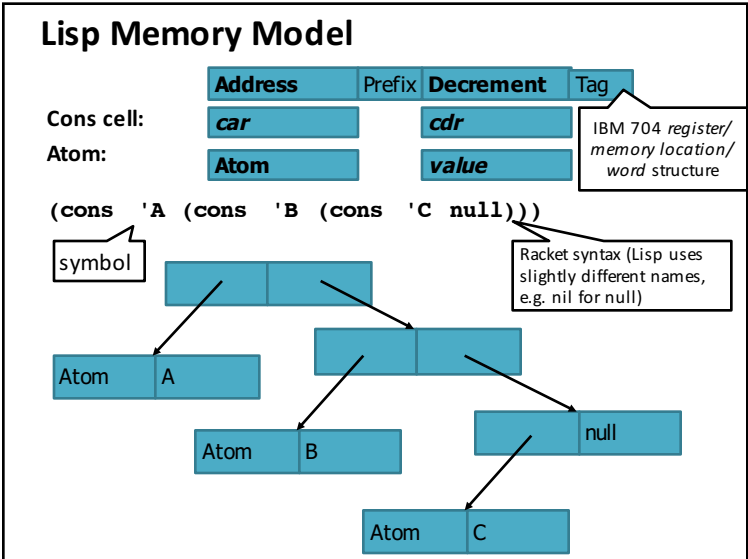 Lisp Memory Model
Address Prefix Decrement Tag
Cons cell: car cdr
Atom: Atom value
IBM 704 register/
memory location/
word structure
(cons 'A (cons 'B (cons 'C null)))
symbol
Racket syntax (Lisp uses
slightly different names,
e.g. nil for null)
Atom A
Atom B
null
Atom C